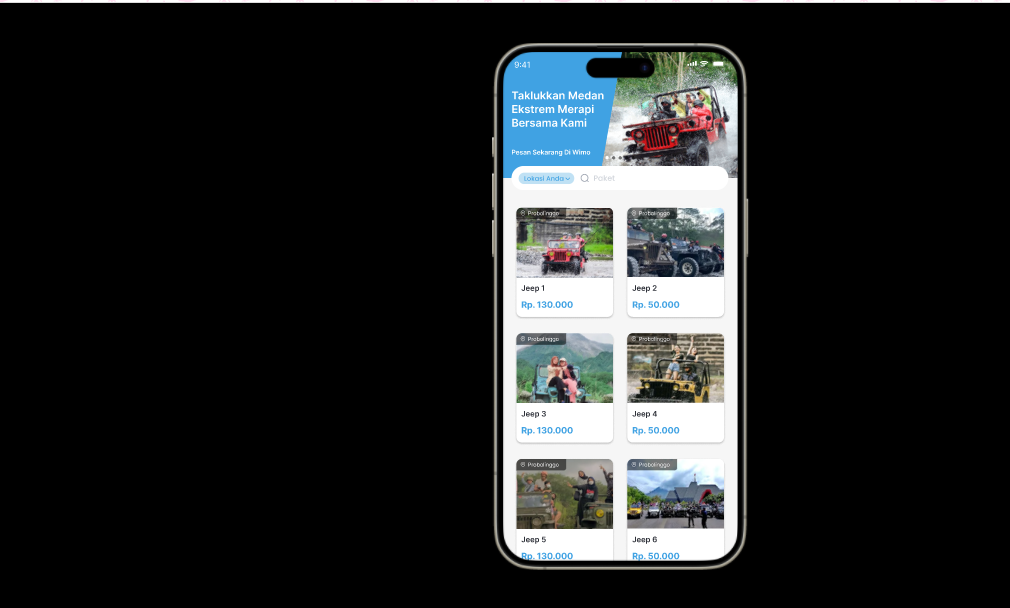 9:41
Taklukkan Medan
Ekstrem Merapi
Bersama Kami
Pesan Sekarang Di Wimo
Lokasi Anda
Paket
Probolinggo
Probolinggo
Jeep 1
Jeep 2
Rp. 130.000
Rp. 50.000
Probolinggo
Probolinggo
Jeep 3
Jeep 4
Rp. 130.000
Rp. 50.000
Probolinggo
Probolinggo
Jeep 5
Jeep 6
Rp. 130.000
Rp. 50.000